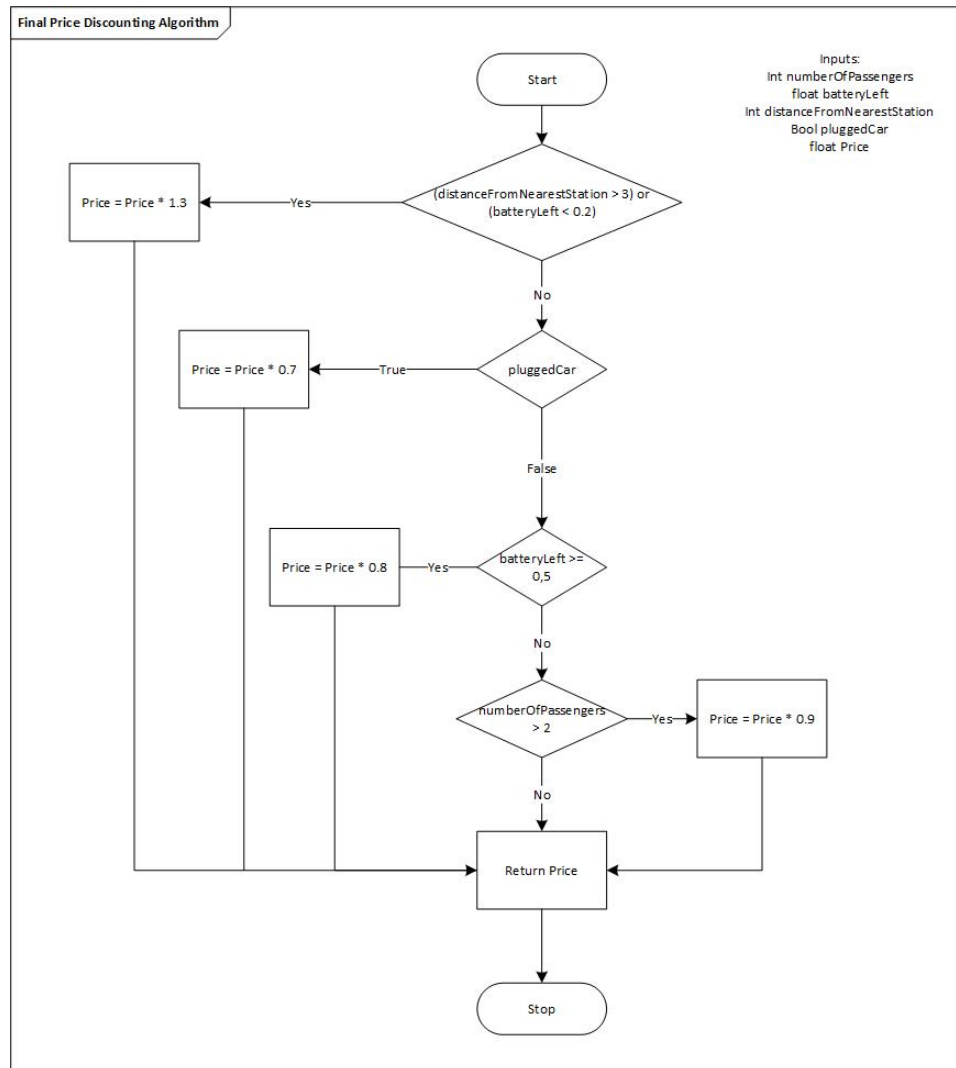 Final Price Discounting Algorithm
Start
Inputs:
Int numberOfPassengers
float batteryLeft
Int distanceFromNearestStation
Bool pluggedCar
float Price
(distanceFromNearestStation > 3) or
(batteryLeft < 0.2)
Yes
Price = Price * 1.3
No
pluggedCar
True
Price = Price * 0.7
False
batteryLeft >=
0,5
Yes
Price = Price * 0.8
No
numberOfPassengers
> 2
Yes
Price = Price * 0.9
No
Return Price
Stop